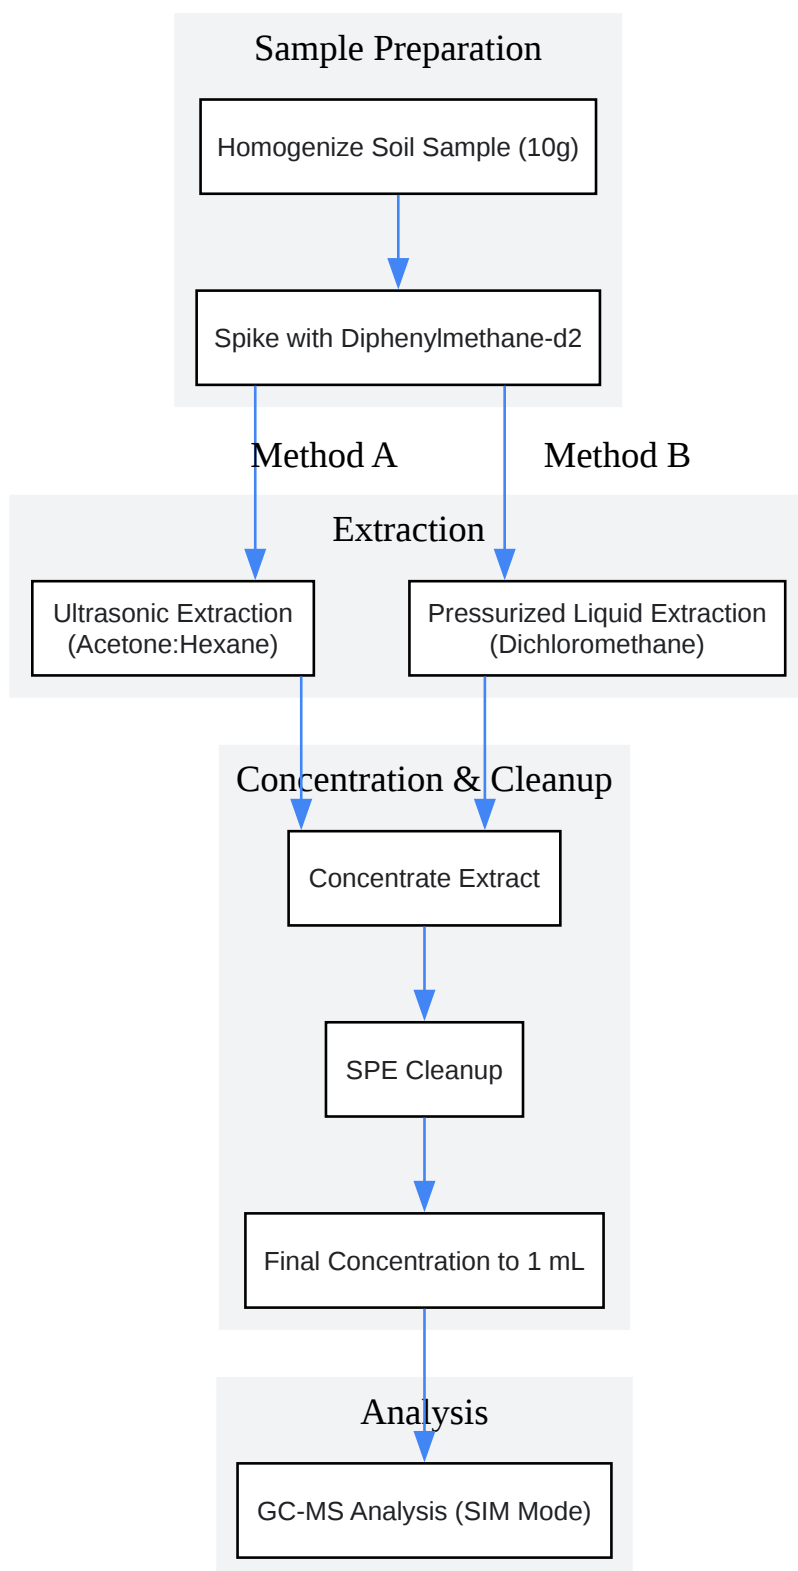 Sample Preparation
Homogenize Soil Sample (10g)
Spike with Diphenylmethane-d2
Method A
Method B
Extraction
Ultrasonic Extraction
(Acetone:Hexane)
Pressurized Liquid Extraction
(Dichloromethane)
Concentration & Cleanup
Concentrate Extract
SPE Cleanup
Final Concentration to 1 mL
Analysis
GC-MS Analysis (SIM Mode)